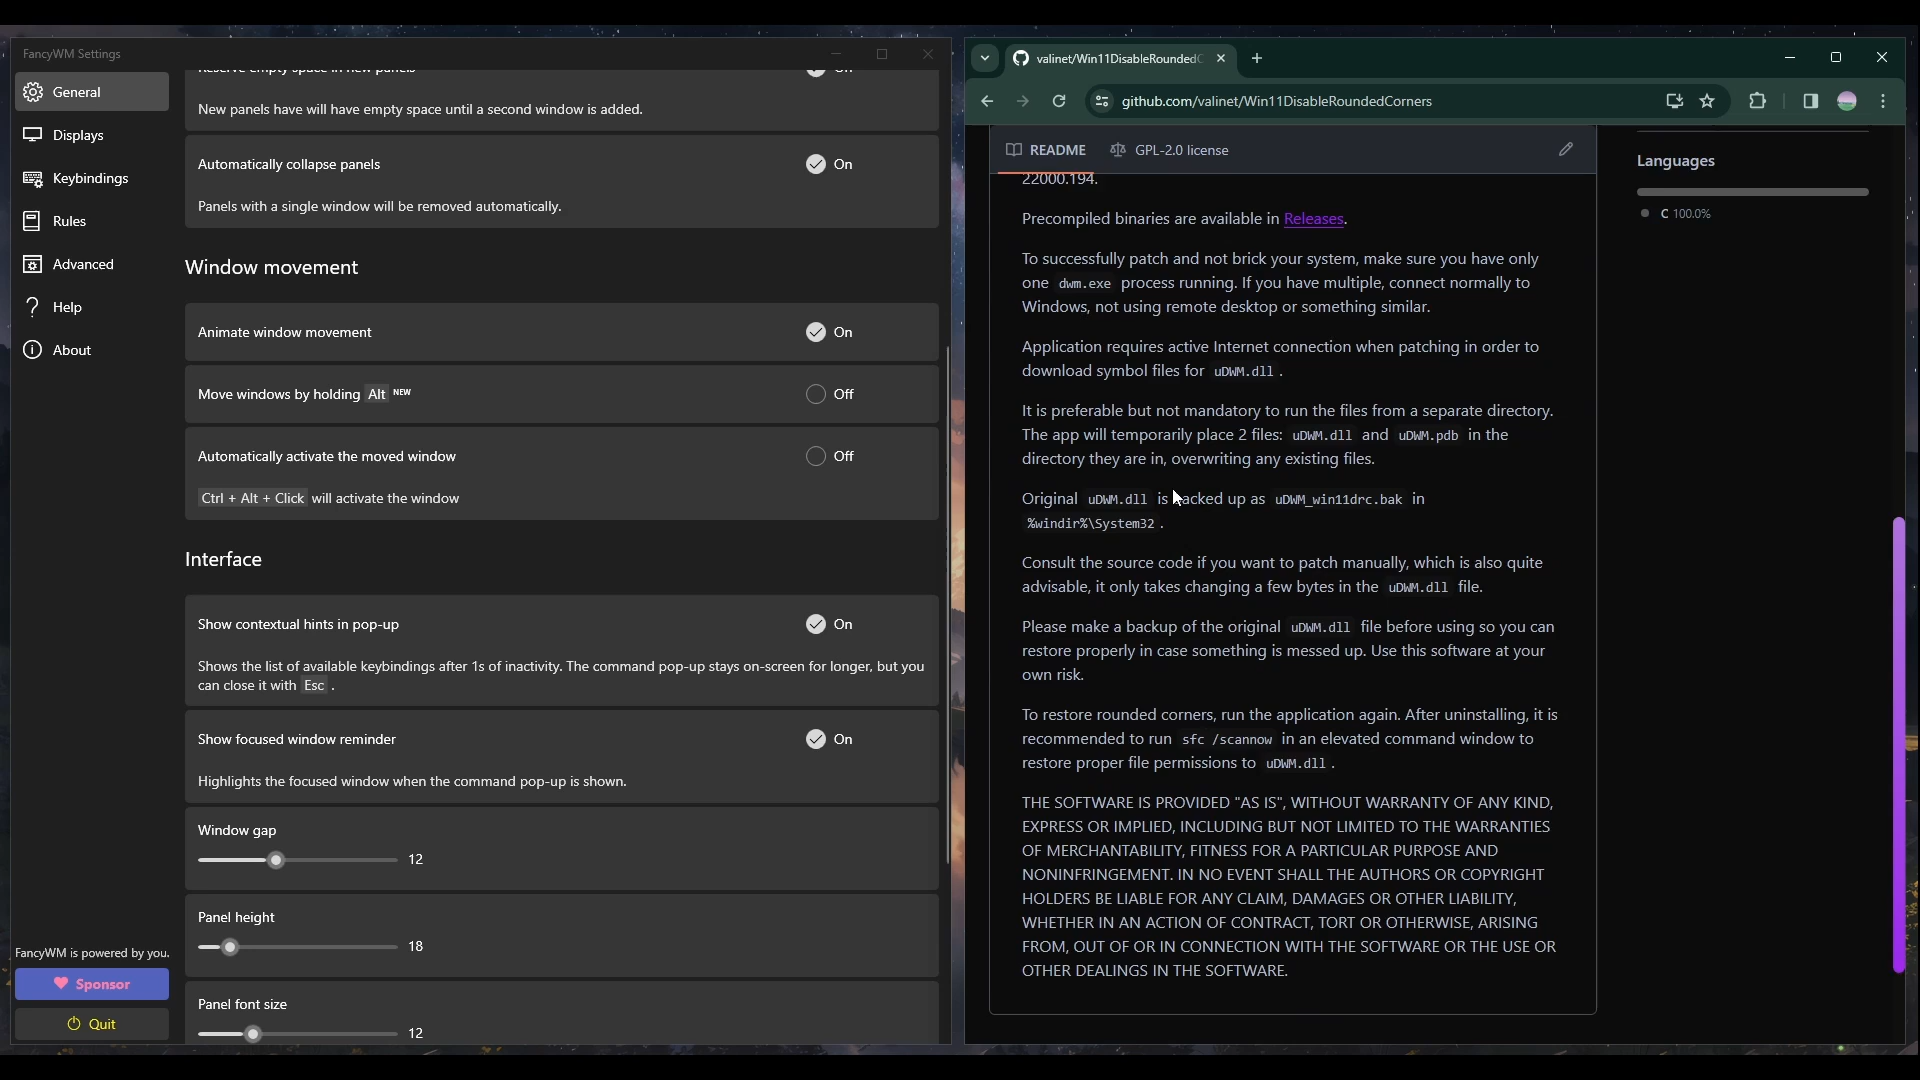 FancyWM Settings
General
Displays
Keybindings
Rules
Advanced
Help
About
FancyWM is powered by you.
Sponsor
Quit
Reserve empty space in new panels
On
New panels have will have empty space until a second window is added.
Automatically collapse panels
On
Panels with a single window will be removed automatically.
Window movement
Animate window movement
On
Move windows by holding Alt NEW
Off
Automatically activate the moved window
Off
Ctrl + Alt + Click will activate the window
Interface
Show contextual hints in pop-up
On
Shows the list of available keybindings after 1s of inactivity. The command pop-up stays on-screen for longer, but you
can close it with Esc .
Show focused window reminder
On
Highlights the focused window when the command pop-up is shown.
Window gap
12
Panel height
18
Panel font size
12
valinet/Win11DisableRoundedC
github.com/valinet/Win11DisableRoundedCorners
README
GPL-2.0 license
22000.194.
Precompiled binaries are available in Releases.
To successfully patch and not brick your system, make sure you have only
one dwm.exe process running. If you have multiple, connect normally to
Windows, not using remote desktop or something similar.
Application requires active Internet connection when patching in order to
download symbol files for uDWM.dll .
It is preferable but not mandatory to run the files from a separate directory.
The app will temporarily place 2 files: uDWM.dll and uDWM.pdb in the
directory they are in, overwriting any existing files.
Original uDWM.dll is backed up as uDWM_win11drc.bak in
%windir%\System32 .
Consult the source code if you want to patch manually, which is also quite
advisable, it only takes changing a few bytes in the uDWM.dll file.
Please make a backup of the original uDWM.dll file before using so you can
restore properly in case something is messed up. Use this software at your
own risk.
To restore rounded corners, run the application again. After uninstalling, it is
recommended to run sfc /scannow in an elevated command window to
restore proper file permissions to uDWM.dll .
THE SOFTWARE IS PROVIDED "AS IS", WITHOUT WARRANTY OF ANY KIND,
EXPRESS OR IMPLIED, INCLUDING BUT NOT LIMITED TO THE WARRANTIES
OF MERCHANTABILITY, FITNESS FOR A PARTICULAR PURPOSE AND
NONINFRINGEMENT. IN NO EVENT SHALL THE AUTHORS OR COPYRIGHT
HOLDERS BE LIABLE FOR ANY CLAIM, DAMAGES OR OTHER LIABILITY,
WHETHER IN AN ACTION OF CONTRACT, TORT OR OTHERWISE, ARISING
FROM, OUT OF OR IN CONNECTION WITH THE SOFTWARE OR THE USE OR
OTHER DEALINGS IN THE SOFTWARE.
Languages
C 100.0%